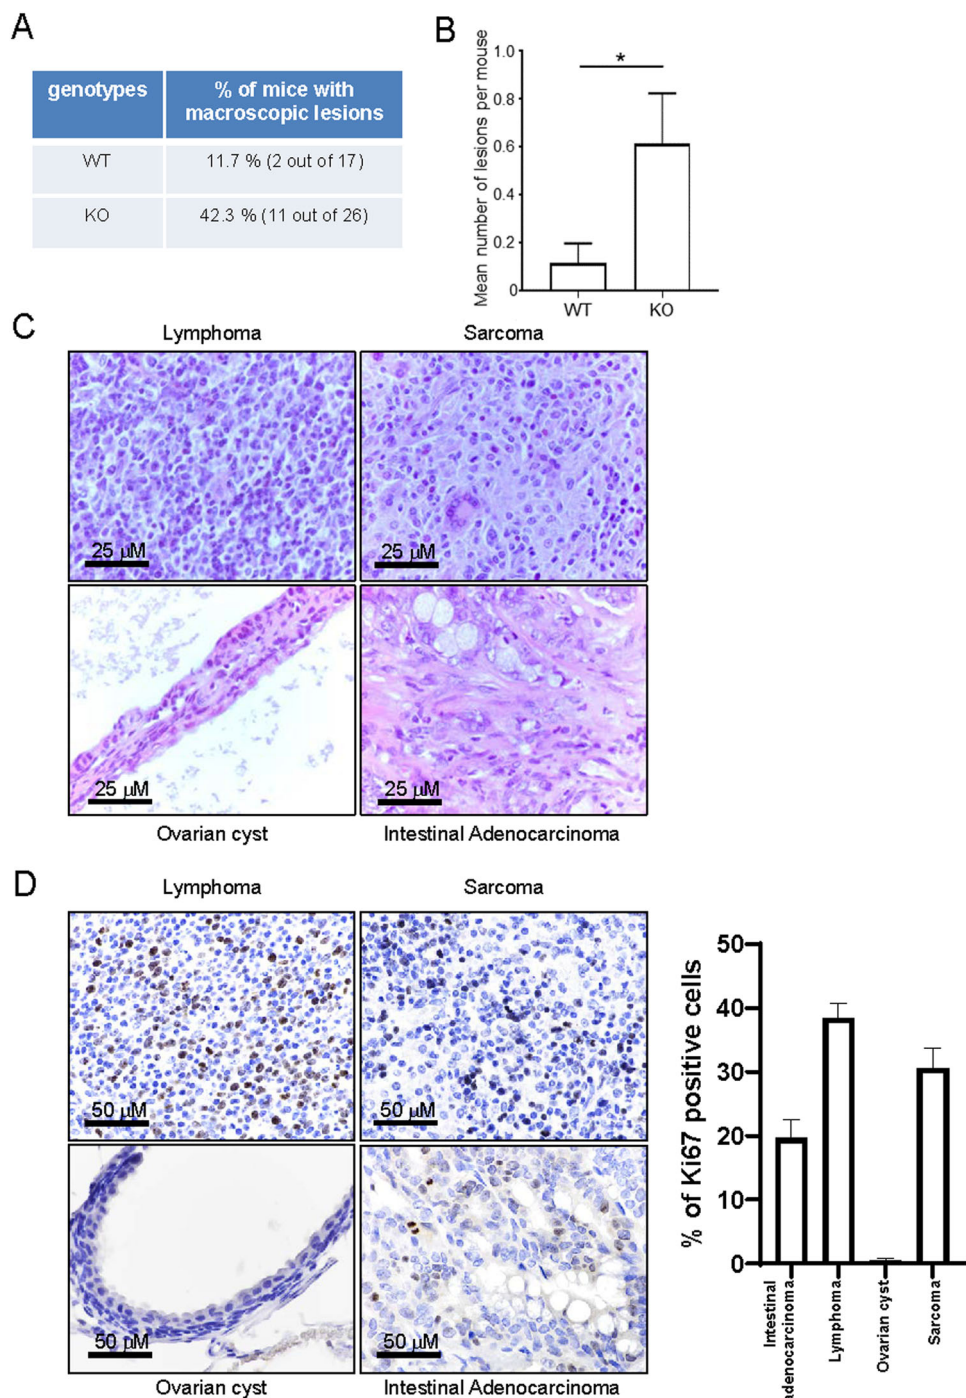 A
genotypes
% of mice with
macroscopic lesions
WT
11.7 % (2 out of 17)
KO
42.3 % (11 out of 26)
B
Mean number of lesions per mouse
1.0
0.8
0.6
0.4
0.2
0
*
WT
KO
C
Lymphoma
Sarcoma
25 µM
25 µM
25 µM
25 µM
Ovarian cyst
Intestinal Adenocarcinoma
D
Lymphoma
Sarcoma
50 µM
50 µM
50 µM
50 µM
Ovarian cyst
Intestinal Adenocarcinoma
% of Ki67 positive cells
50
40
30
20
10
0
Intestinal
adenocarcinoma
Lymphoma
Ovarian cyst
Sarcoma